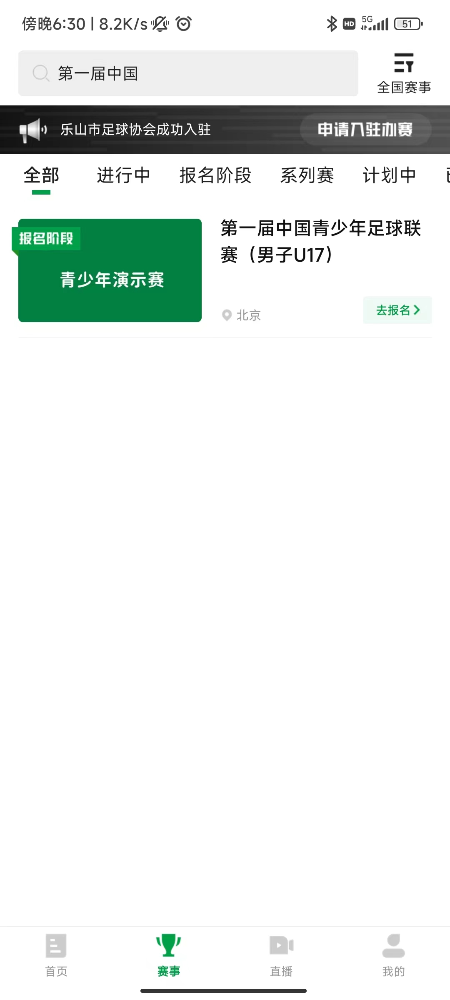 傍晚6:30 | 8.2K/s
HD 5G 51
第一届中国
全国赛事
乐山市足球协会成功入驻
申请入驻办赛
全部 进行中 报名阶段 系列赛 计划中
报名阶段
青少年演示赛
第一届中国青少年足球联
赛（男子U17）
北京
去报名
首页 赛事 直播 我的